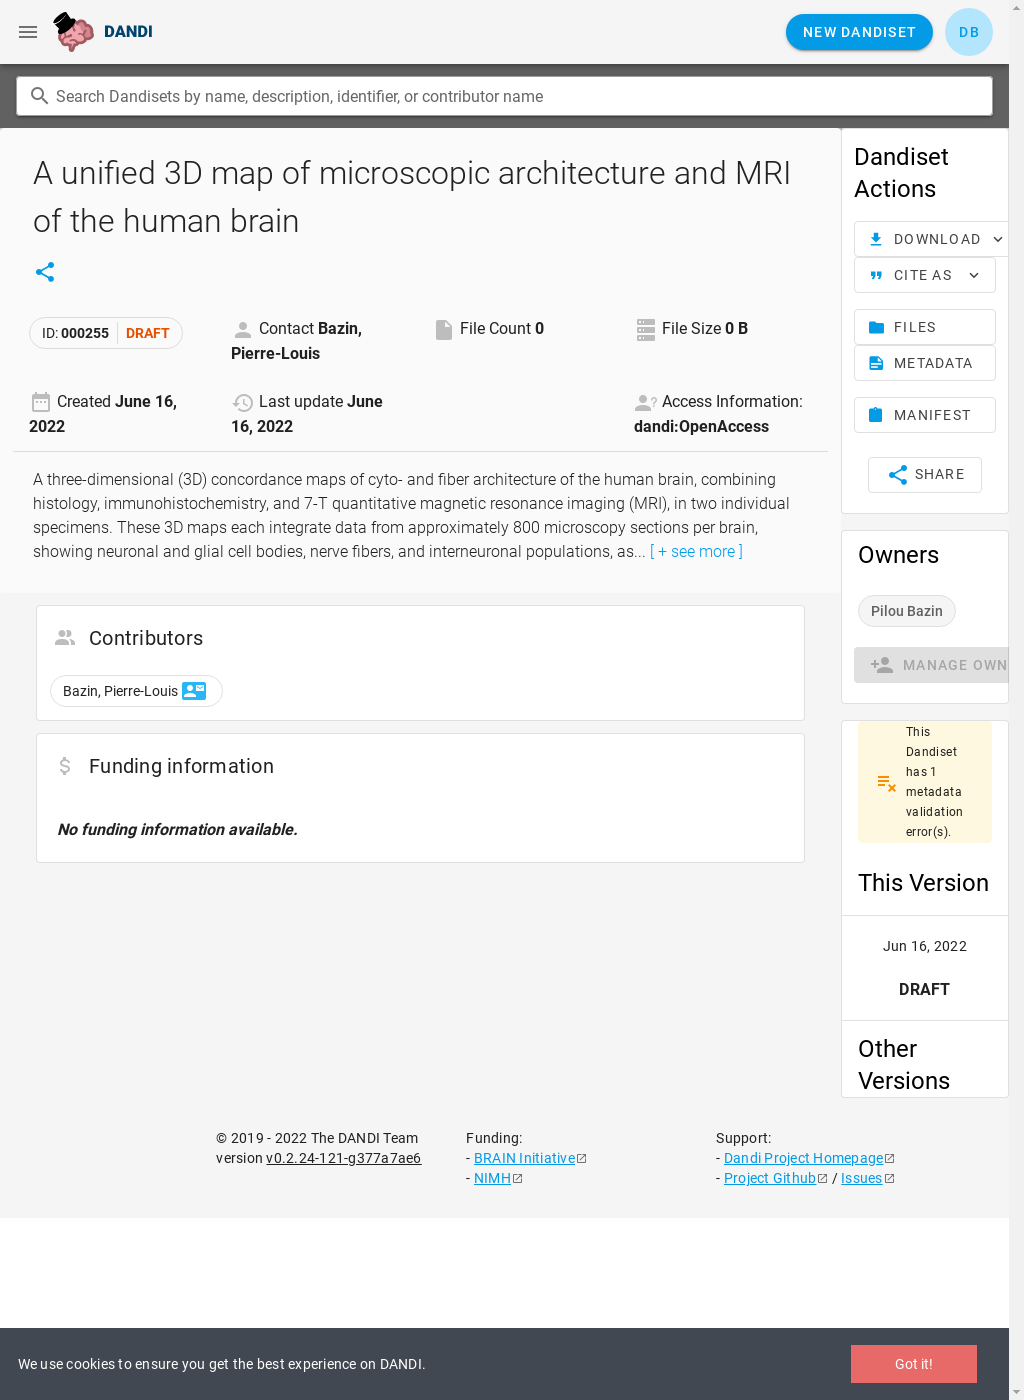 DANDI
NEW DANDISET
DB
Search Dandisets by name, description, identifier, or contributor name
A unified 3D map of microscopic architecture and MRI
of the human brain
ID: 000255 DRAFT
Contact Bazin,
Pierre-Louis
File Count 0
File Size 0 B
Created June 16,
2022
Last update June
16, 2022
Access Information:
dandi:OpenAccess
A three-dimensional (3D) concordance maps of cyto- and fiber architecture of the human brain, combining
histology, immunohistochemistry, and 7-T quantitative magnetic resonance imaging (MRI), in two individual
specimens. These 3D maps each integrate data from approximately 800 microscopy sections per brain,
showing neuronal and glial cell bodies, nerve fibers, and interneuronal populations, as... [ + see more ]
Contributors
Bazin, Pierre-Louis
Funding information
No funding information available.
Dandiset
Actions
DOWNLOAD
CITE AS
FILES
METADATA
MANIFEST
SHARE
Owners
Pilou Bazin
MANAGE OWN
This
Dandiset
has 1
metadata
validation
error(s).
This Version
Jun 16, 2022
DRAFT
Other
Versions
© 2019 - 2022 The DANDI Team
version v0.2.24-121-g377a7ae6
Funding:
- BRAIN Initiative
- NIMH
Support:
- Dandi Project Homepage
- Project Github / Issues
We use cookies to ensure you get the best experience on DANDI.
Got it!